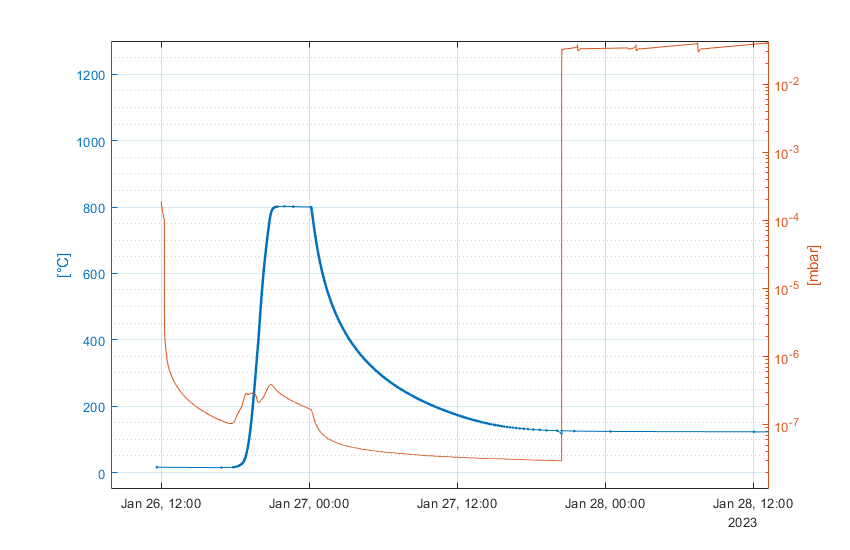 1200
1000
800
600
400
200
0
[°C]
10^-2
10^-3
10^-4
10^-5
10^-6
10^-7
[mbar]
Jan 26, 12:00
Jan 27, 00:00
Jan 27, 12:00
Jan 28, 00:00
Jan 28, 12:00
2023